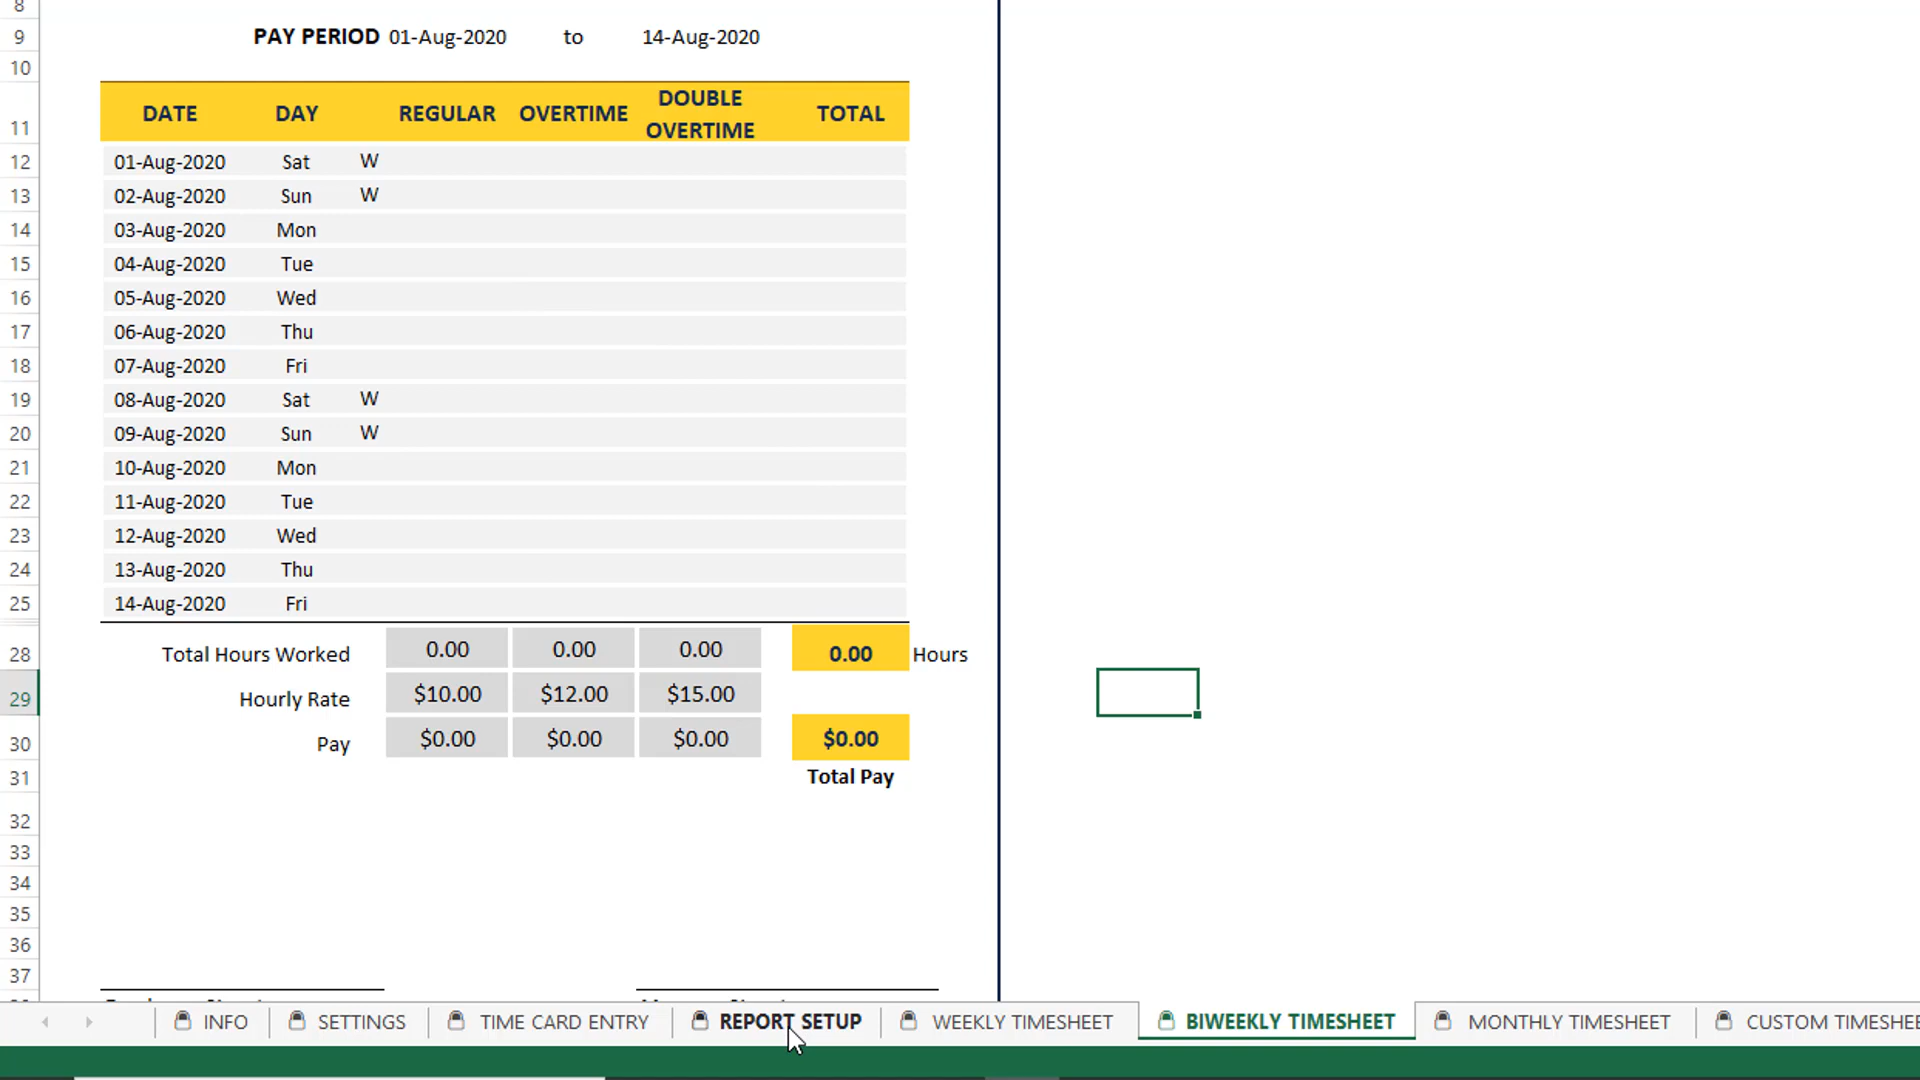 8
9 PAY PERIOD 01-Aug-2020 to 14-Aug-2020
10
11 DATE DAY REGULAR OVERTIME DOUBLE OVERTIME TOTAL
12 01-Aug-2020 Sat W
13 02-Aug-2020 Sun W
14 03-Aug-2020 Mon
15 04-Aug-2020 Tue
16 05-Aug-2020 Wed
17 06-Aug-2020 Thu
18 07-Aug-2020 Fri
19 08-Aug-2020 Sat W
20 09-Aug-2020 Sun W
21 10-Aug-2020 Mon
22 11-Aug-2020 Tue
23 12-Aug-2020 Wed
24 13-Aug-2020 Thu
25 14-Aug-2020 Fri
28 Total Hours Worked 0.00 0.00 0.00 0.00 Hours
29 Hourly Rate $10.00 $12.00 $15.00
30 Pay $0.00 $0.00 $0.00 $0.00
31 Total Pay
32
33
34
35
36
37
INFO SETTINGS TIME CARD ENTRY REPORT SETUP WEEKLY TIMESHEET BIWEEKLY TIMESHEET MONTHLY TIMESHEET CUSTOM TIMESHEE